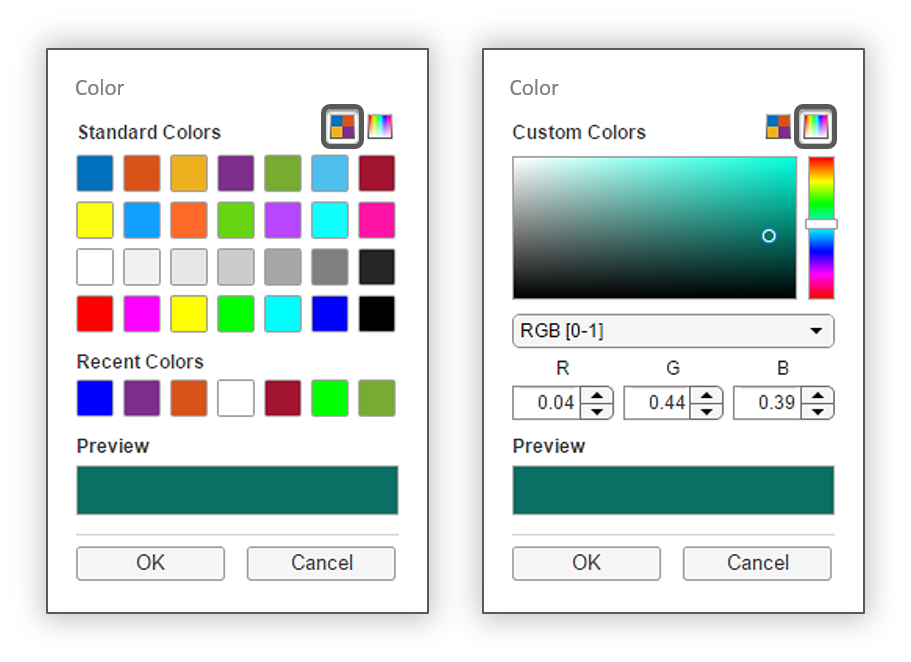 Color
Standard Colors
Recent Colors
Preview
OK
Cancel
Color
Custom Colors
RGB [0-1]
R G B
0.04 0.44 0.39
Preview
OK
Cancel